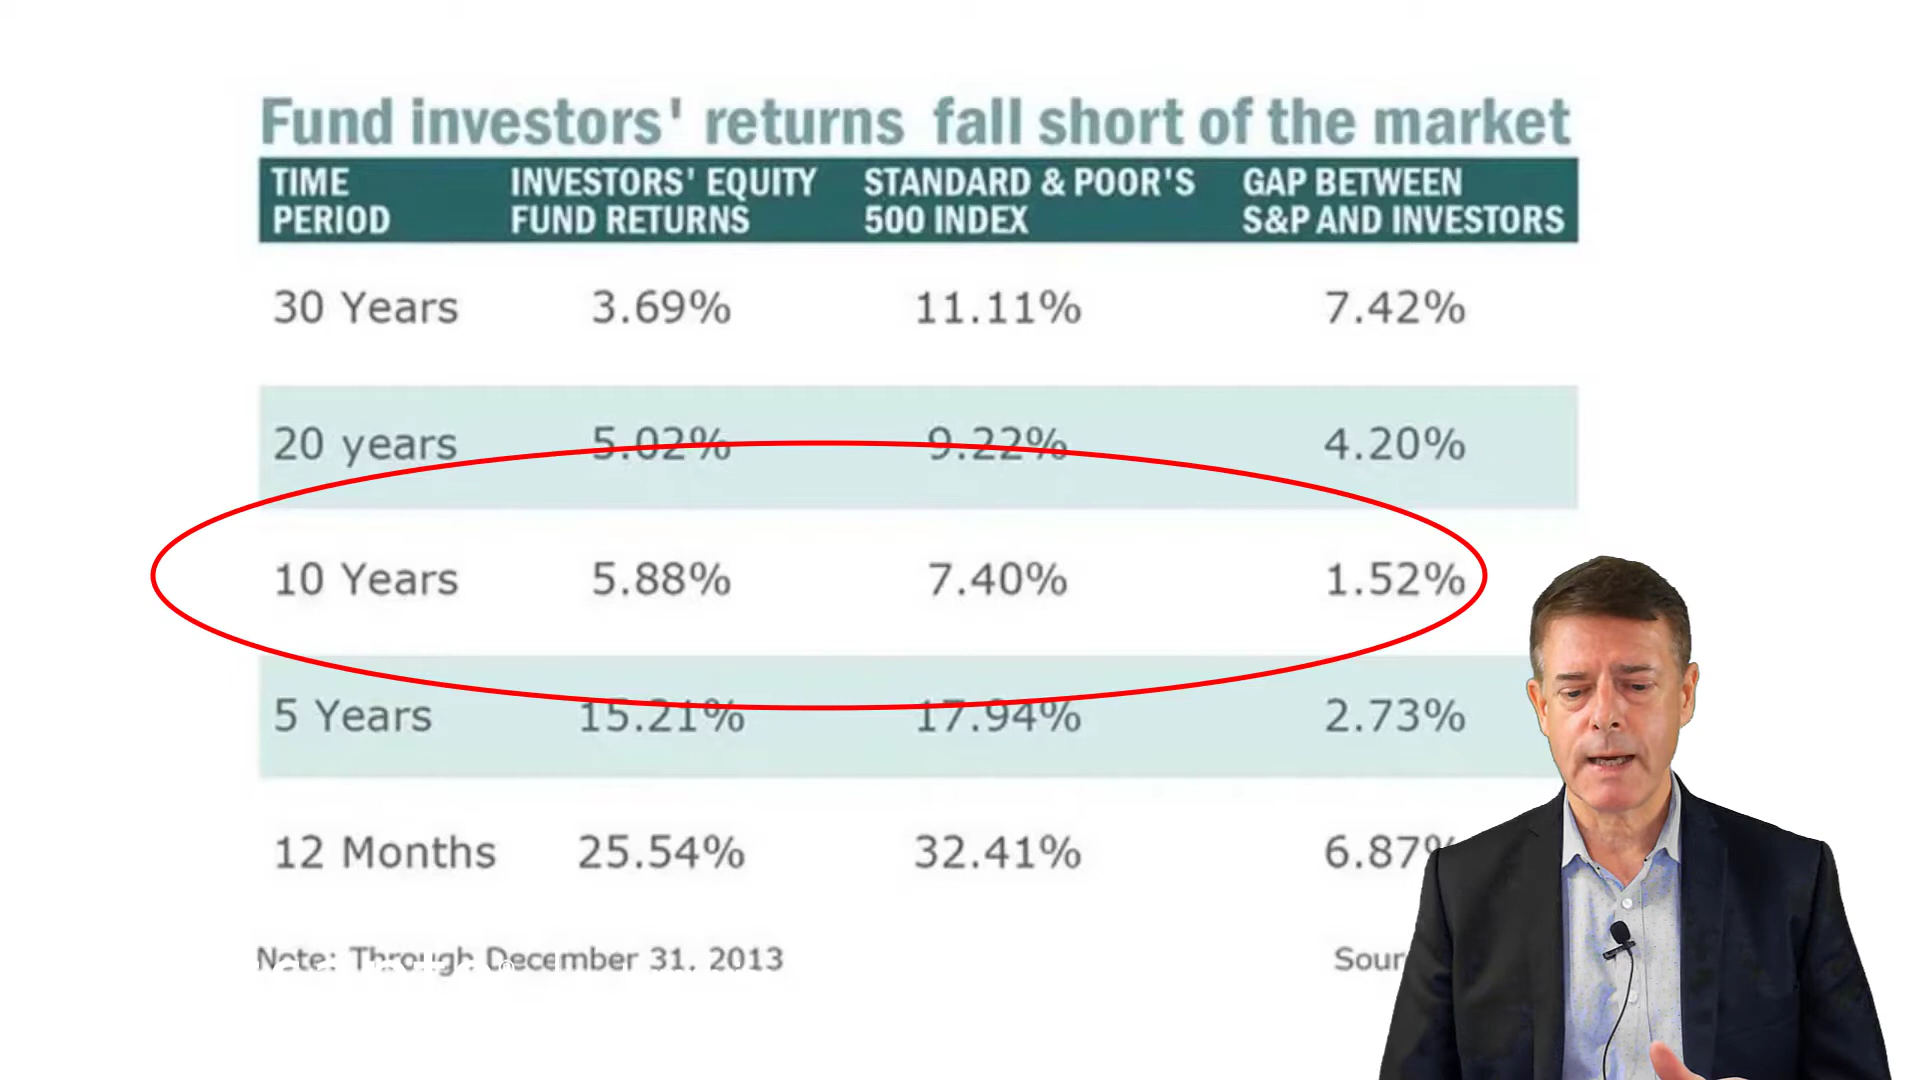 Fund investors' returns fall short of the market
TIME PERIOD INVESTORS' EQUITY FUND RETURNS STANDARD & POOR'S 500 INDEX GAP BETWEEN S&P AND INVESTORS
30 Years 3.69% 11.11% 7.42%
20 years 5.02% 9.22% 4.20%
10 Years 5.88% 7.40% 1.52%
5 Years 15.21% 17.94% 2.73%
12 Months 25.54% 32.41% 6.87%
Note: Through December 31, 2013